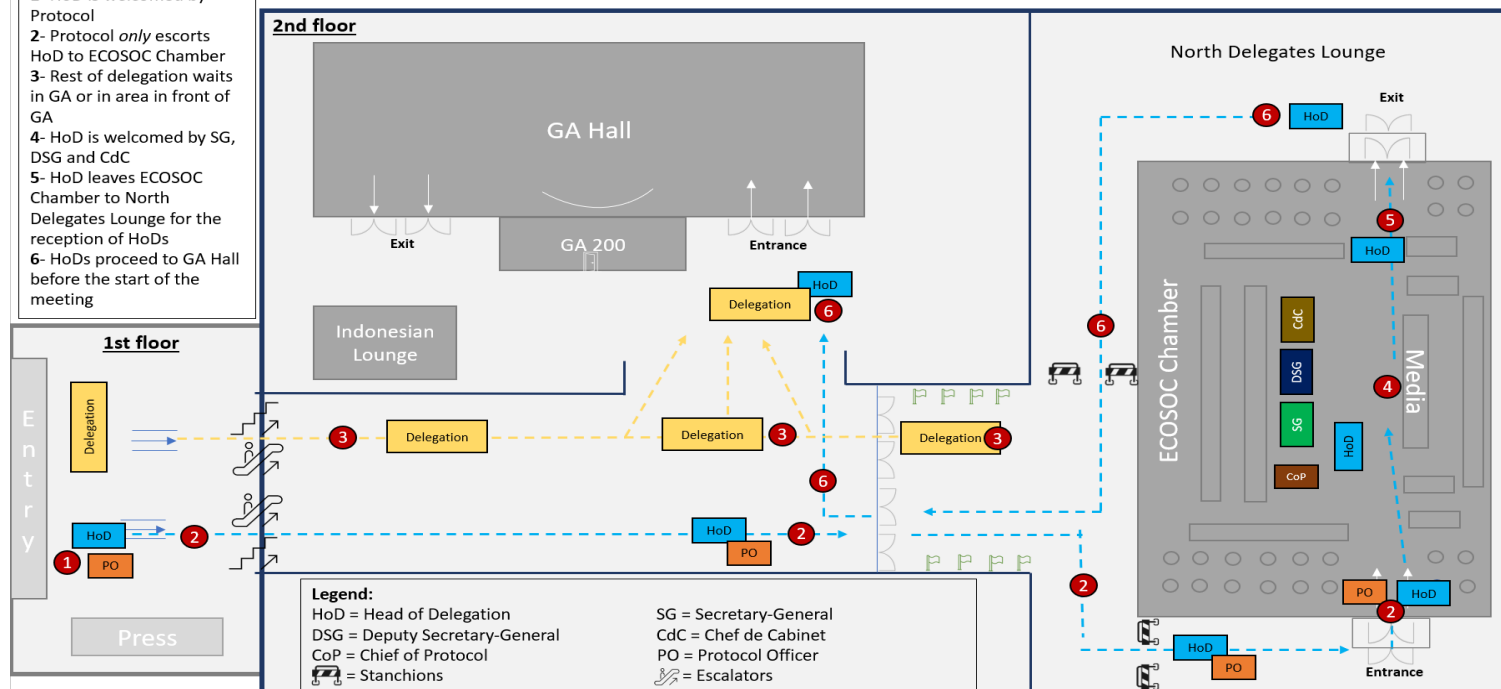 Protocol
2- Protocol only escorts
HoD to ECOSOC Chamber
3- Rest of delegation waits
in GA or in area in front of
GA
4- HoD is welcomed by SG,
DSG and CdC
5- HoD leaves ECOSOC
Chamber to North
Delegates Lounge for the
reception of HoDs
6- HoDs proceed to GA Hall
before the start of the
meeting
1st floor
Entry
Delegation
HoD
1
PO
2
Press
2nd floor
GA Hall
Exit
GA 200
Entrance
Indonesian
Lounge
HoD
Delegation
6
3
Delegation
Delegation
3
Delegation
3
6
HoD
2
PO
Legend:
HoD = Head of Delegation
DSG = Deputy Secretary-General
CoP = Chief of Protocol
= Stanchions
SG = Secretary-General
CdC = Chef de Cabinet
PO = Protocol Officer
= Escalators
North Delegates Lounge
Exit
6
HoD
5
HoD
6
ECOSOC Chamber
CdC
DSG
SG
CoP
HoD
4
Media
2
PO
HoD
2
HoD
PO
Entrance